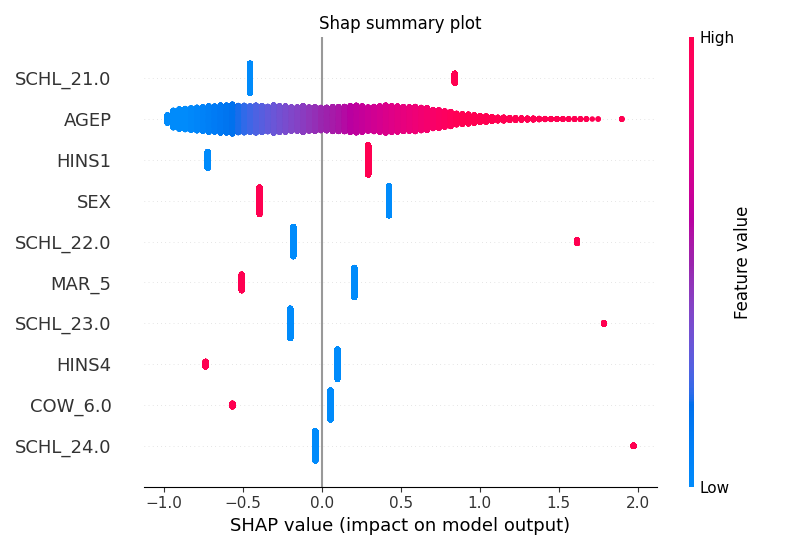 Shap summary plot
High
SCHL_21.0
AGEP
HINS1
SEX
SCHL_22.0
MAR_5
SCHL_23.0
HINS4
COW_6.0
SCHL_24.0
Feature value
Low
−1.0 −0.5 0.0 0.5 1.0 1.5 2.0
SHAP value (impact on model output)